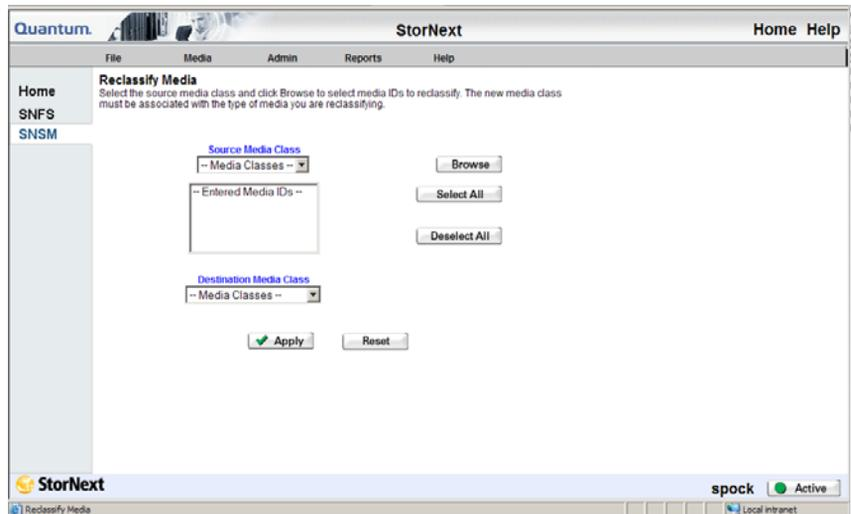 Quantum. StorNext Home Help
File Media Admin Reports Help
Home
SNFS
SNSM
Reclassify Media
Select the source media class and click Browse to select media IDs to reclassify. The new media class
must be associated with the type of media you are reclassifying.
Source Media Class
-- Media Classes -- Browse
-- Entered Media IDs -- Select All
Deselect All
Destination Media Class
-- Media Classes --
Apply Reset
StorNext
spock Active
Reclassify Media Local intranet